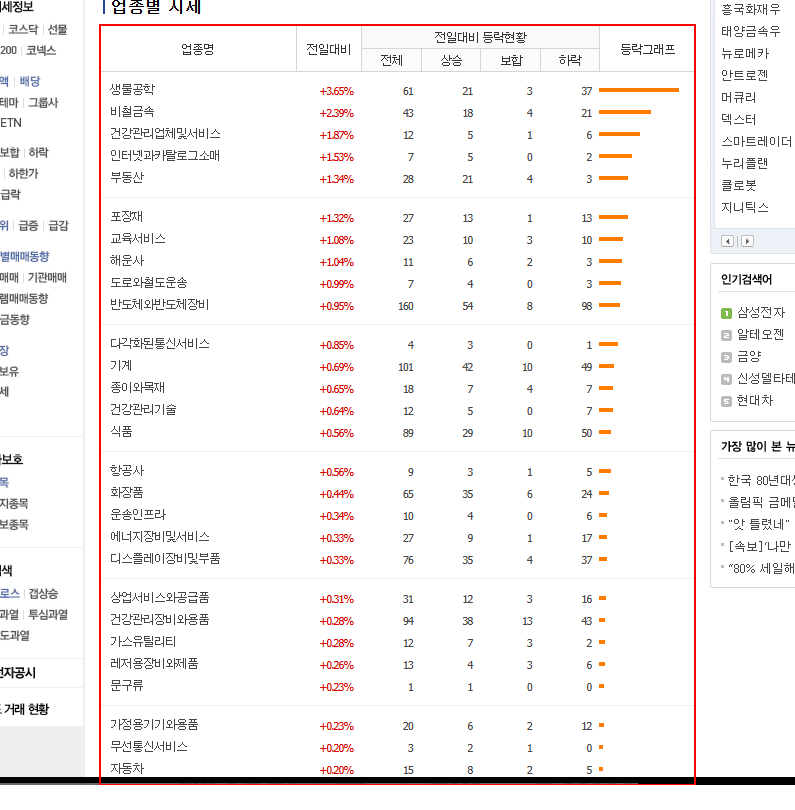 세정보
코스닥 | 선물
200 | 코넥스
액 | 배당
테마 | 그룹사
ETN
보합 | 하락
| 하한가
급락
위 | 급증 | 급감
별매매동향
매매 | 기관매매
램매매동향
금동향
장
보유
세
보호
목
지종목
보종목
색
로스 | 갭상승
과열 | 투심과열
도과열
전자공시
도 거래 현황
업종별 시세
업종명 전일대비 전일대비 등락현황 등락그래프
전체 상승 보합 하락
생물공학 +3.65% 61 21 3 37
비철금속 +2.39% 43 18 4 21
건강관리업체및서비스 +1.87% 12 5 1 6
인터넷과카탈로그소매 +1.53% 7 5 0 2
부동산 +1.34% 28 21 4 3
포장재 +1.32% 27 13 1 13
교육서비스 +1.08% 23 10 3 10
해운사 +1.04% 11 6 2 3
도로와철도운송 +0.99% 7 4 0 3
반도체와반도체장비 +0.95% 160 54 8 98
다각화된통신서비스 +0.85% 4 3 0 1
기계 +0.69% 101 42 10 49
종이와목재 +0.65% 18 7 4 7
건강관리기술 +0.64% 12 5 0 7
식품 +0.56% 89 29 10 50
항공사 +0.56% 9 3 1 5
화장품 +0.44% 65 35 6 24
운송인프라 +0.34% 10 4 0 6
에너지장비및서비스 +0.33% 27 9 1 17
디스플레이장비및부품 +0.33% 76 35 4 37
상업서비스와공급품 +0.31% 31 12 3 16
건강관리장비와용품 +0.28% 94 38 13 43
가스유틸리티 +0.28% 12 7 3 2
레저용장비와제품 +0.26% 13 4 3 6
문구류 +0.23% 1 1 0 0
가정용기기와용품 +0.23% 20 6 2 12
무선통신서비스 +0.20% 3 2 1 0
자동차 +0.20% 15 8 2 5
흥국화재우
태양금속우
뉴로메카
안트로젠
머큐리
덱스터
스마트레이더
누리플랜
클로봇
지니틱스
인기검색어
1 삼성전자
2 알테오젠
3 금양
4 신성델타테
5 현대차
가장 많이 본 뉴
한국 80년대생
올림픽 금메달
"앗 틀렸네"
[속보]'나만
"80% 세일해